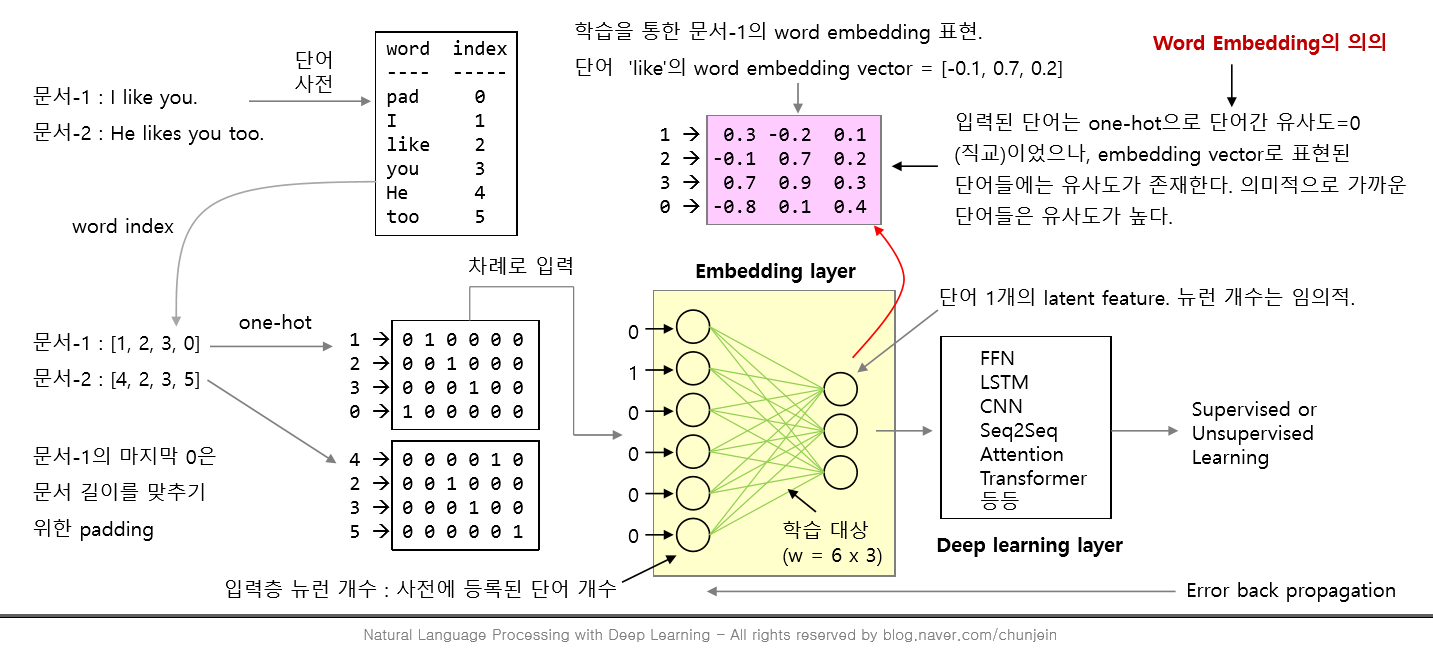 학습을 통한 문서-1의 word embedding 표현.
단어 'like'의 word embedding vector = [-0.1, 0.7, 0.2]
Word Embedding의 의의
단어
사전
문서-1 : I like you.
문서-2 : He likes you too.
word index
---- -----
pad 0
I 1
like 2
you 3
He 4
too 5
1 → 0.3 -0.2 0.1
2 → -0.1 0.7 0.2
3 → 0.7 0.9 0.3
0 → -0.8 0.1 0.4
입력된 단어는 one-hot으로 단어간 유사도=0
(직교)이었으나, embedding vector로 표현된
단어들에는 유사도가 존재한다. 의미적으로 가까운
단어들은 유사도가 높다.
word index
차례로 입력
Embedding layer
단어 1개의 latent feature. 뉴런 개수는 임의적.
문서-1 : [1, 2, 3, 0]
문서-2 : [4, 2, 3, 5]
one-hot
1 → 0 1 0 0 0 0
2 → 0 0 1 0 0 0
3 → 0 0 0 1 0 0
0 → 1 0 0 0 0 0
4 → 0 0 0 0 1 0
2 → 0 0 1 0 0 0
3 → 0 0 0 1 0 0
5 → 0 0 0 0 0 1
문서-1의 마지막 0은
문서 길이를 맞추기
위한 padding
0
1
0
0
0
0
학습 대상
(w = 6 x 3)
FFN
LSTM
CNN
Seq2Seq
Attention
Transformer
등등
Deep learning layer
Supervised or
Unsupervised
Learning
입력층 뉴런 개수 : 사전에 등록된 단어 개수
Error back propagation
Natural Language Processing with Deep Learning – All rights reserved by blog.naver.com/chunjein